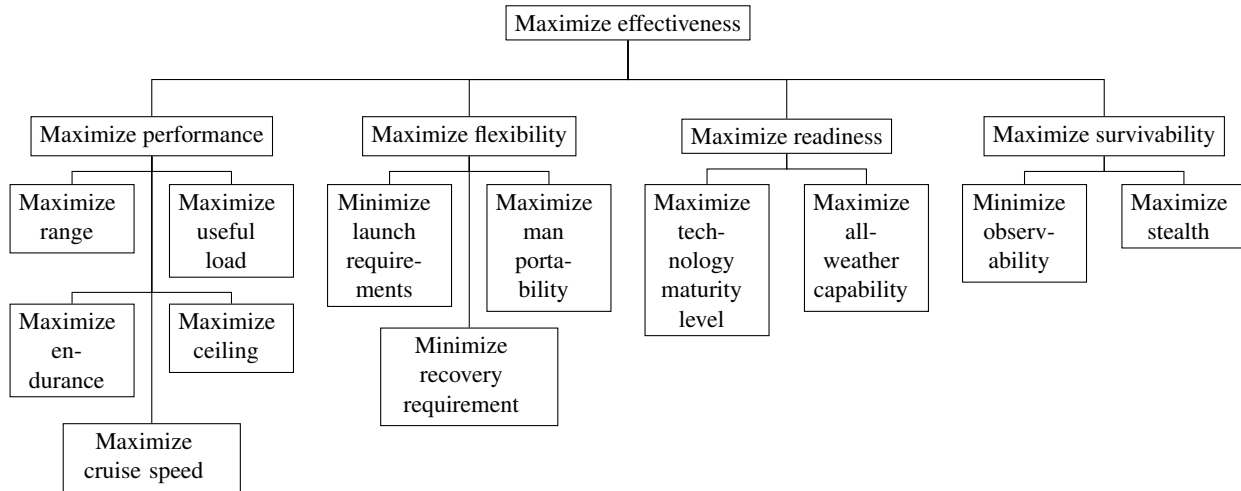 Maximize effectiveness
Maximize performance
Maximize flexibility
Maximize readiness
Maximize survivability
Maximize
range
Maximize
useful
load
Minimize
launch
require-
ments
Maximize
man
porta-
bility
Maximize
tech-
nology
maturity
level
Maximize
all-
weather
capability
Minimize
observ-
ability
Maximize
stealth
Maximize
en-
durance
Maximize
ceiling
Minimize
recovery
requirement
Maximize
cruise speed